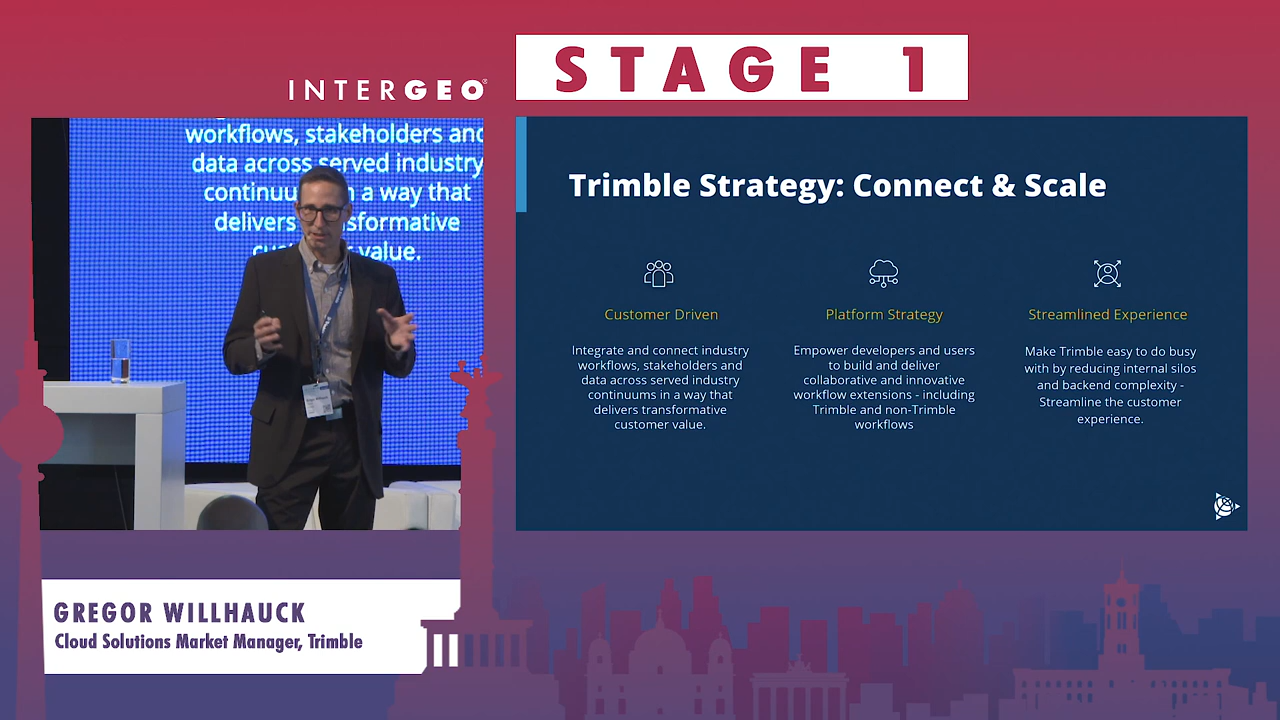 INTERGEO®
STAGE 1
workflows, stakeholders and
data across served industry
in a way that
delivers
value.
Trimble Strategy: Connect & Scale
Customer Driven
Integrate and connect industry
workflows, stakeholders and
data across served industry
continuums in a way that
delivers transformative
customer value.
Platform Strategy
Empower developers and users
to build and deliver
collaborative and innovative
workflow extensions - including
Trimble and non-Trimble
workflows
Streamlined Experience
Make Trimble easy to do busy
with by reducing internal silos
and backend complexity -
Streamline the customer
experience.
GREGOR WILLHAUCK
Cloud Solutions Market Manager, Trimble